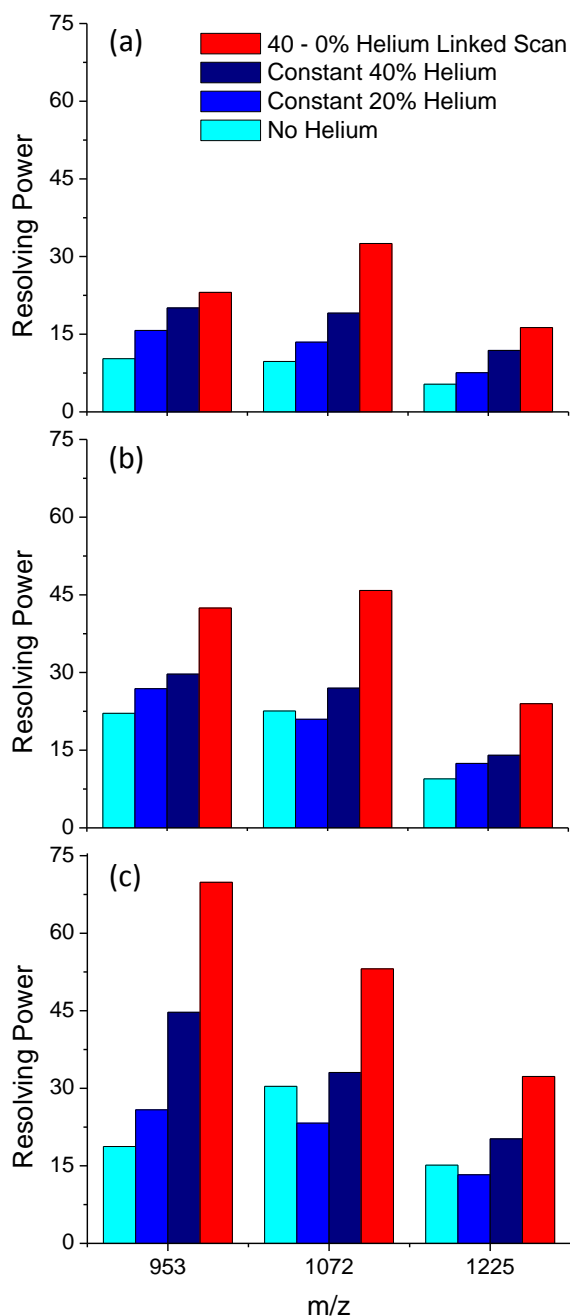 (a)
40 - 0% Helium Linked Scan
Constant 40% Helium
Constant 20% Helium
No Helium
75
60
45
30
15
0
Resolving Power
(b)
75
60
45
30
15
0
Resolving Power
(c)
75
60
45
30
15
0
Resolving Power
953 1072 1225
m/z